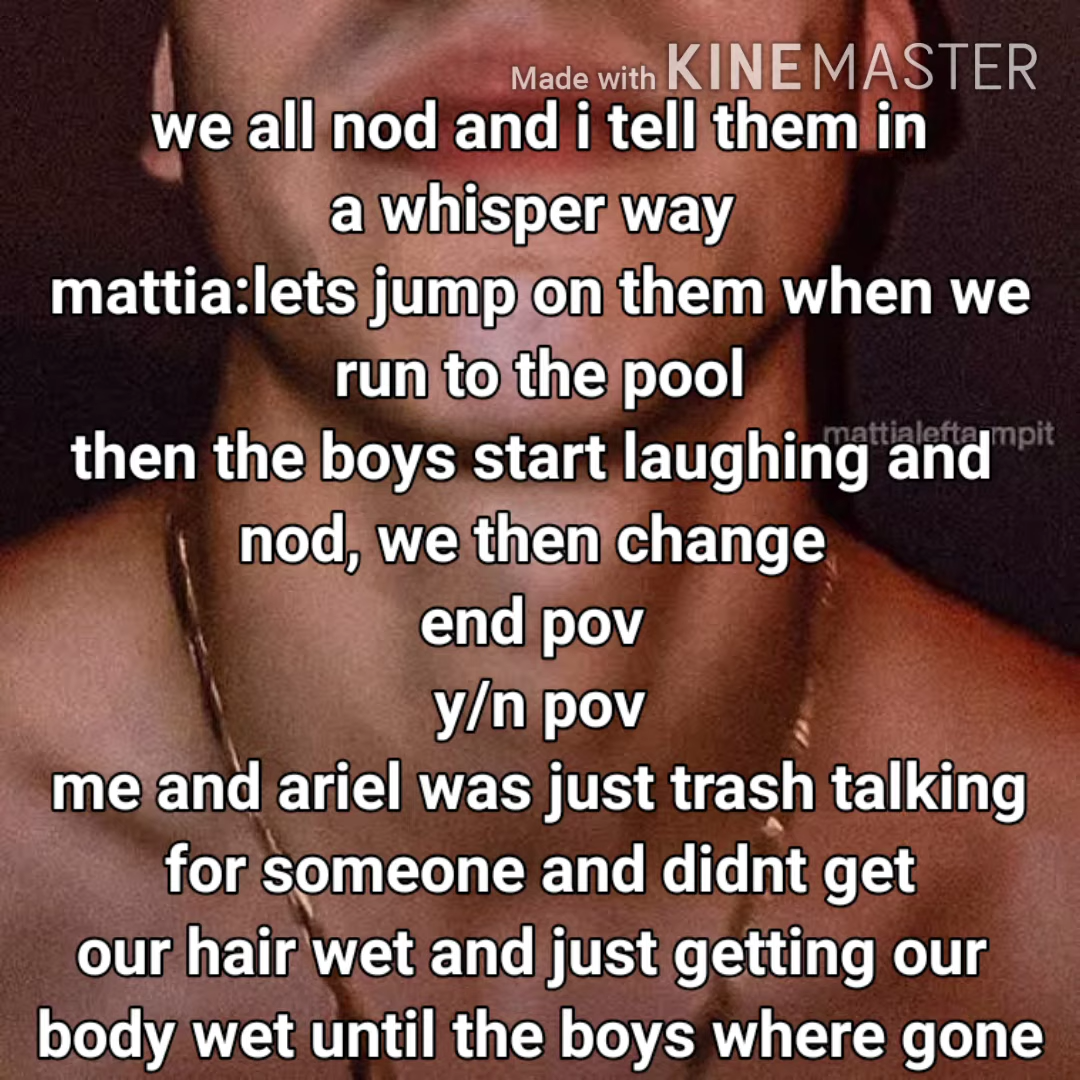 Made with KINEMASTER
we all nod and i tell them in
a whisper way
mattia:lets jump on them when we
run to the pool
mattialefta.mpit
then the boys start laughing and
nod, we then change
end pov
y/n pov
me and ariel was just trash talking
for someone and didnt get
our hair wet and just getting our
body wet until the boys where gone